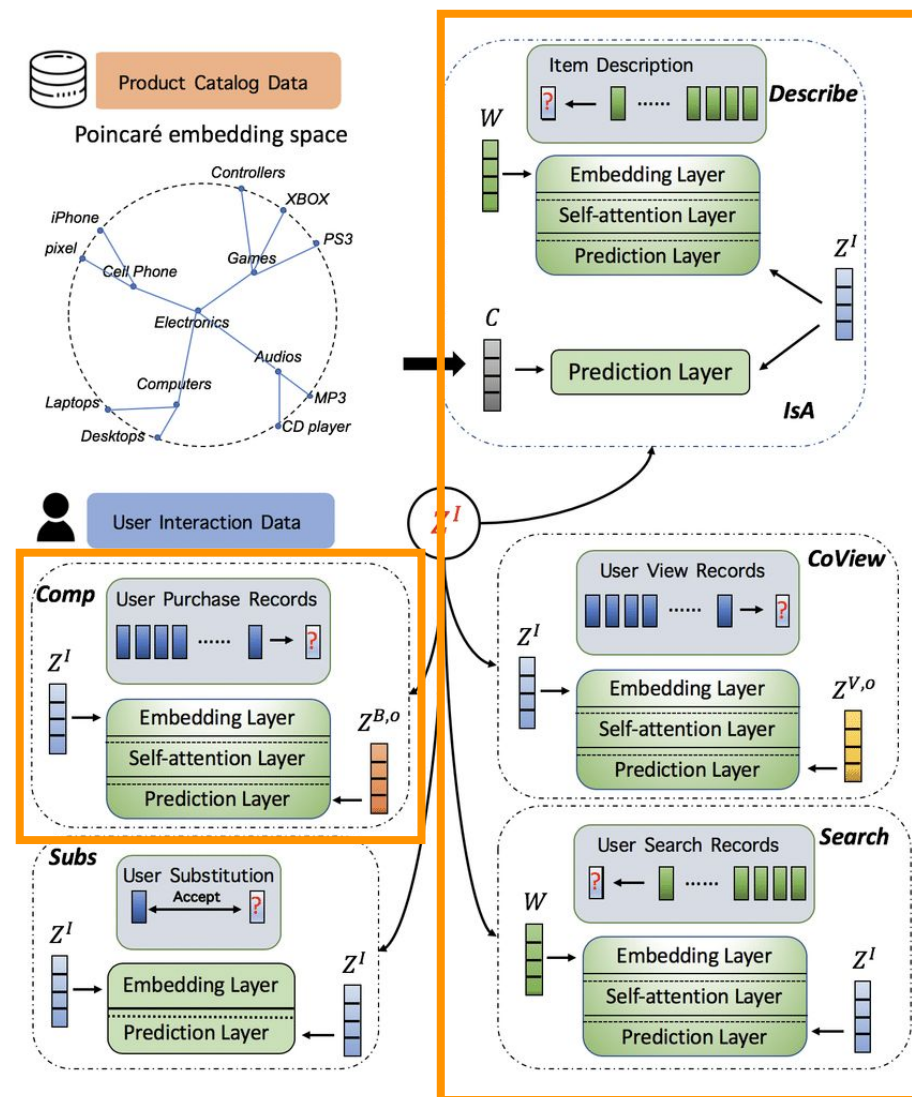 Product Catalog Data
Poincaré embedding space
Controllers
XBOX
iPhone
PS3
pixel
Games
Cell Phone
Electronics
Audios
Computers
Laptops
MP3
Desktops
CD player
Item Description
Describe
? ← ......
W
Embedding Layer
Self-attention Layer
Prediction Layer
Z^I
C
Prediction Layer
IsA
User Interaction Data
Z^I
Comp
User Purchase Records
...... → ?
Z^I
Embedding Layer
Z^{B,o}
Self-attention Layer
Prediction Layer
CoView
User View Records
...... → ?
Z^I
Embedding Layer
Z^{V,o}
Self-attention Layer
Prediction Layer
Subs
User Substitution
Accept
?
Z^I
Z^I
Embedding Layer
Prediction Layer
Search
User Search Records
? ← ......
W
Embedding Layer
Z^I
Self-attention Layer
Prediction Layer